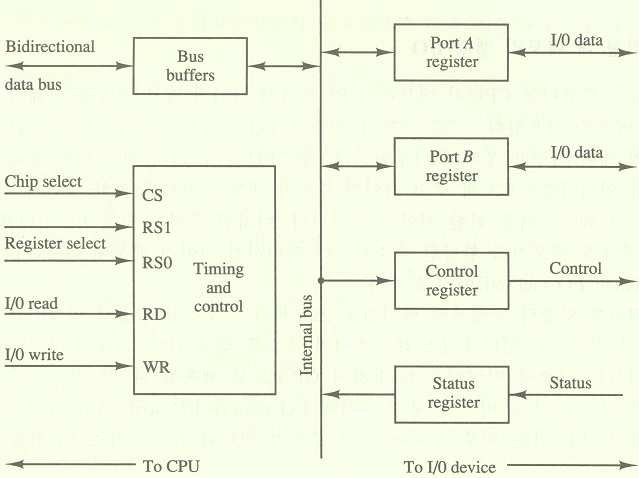 Bidirectional
data bus
Bus
buffers
Port A
register
I/0 data
Port B
register
I/0 data
Chip select
CS
RS1
Register select
RS0
Timing
and
control
I/0 read
RD
I/0 write
WR
Internal bus
Control
register
Control
Status
register
Status
To CPU
To I/0 device